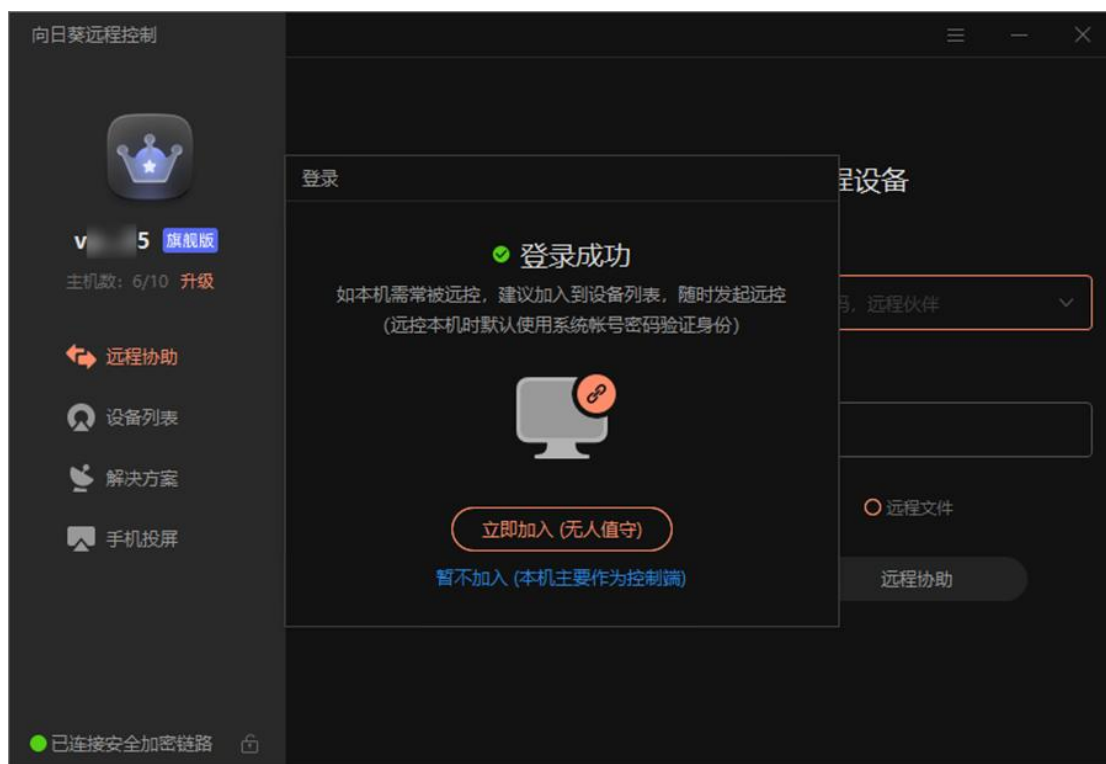 向日葵远程控制
v 5 旗舰版
主机数：6/10 升级
远程协助
设备列表
解决方案
手机投屏
已连接安全加密链路
登录
登录成功
如本机需常被远控，建议加入到设备列表，随时发起远控
(远控本机时默认使用系统帐号密码验证身份)
立即加入 (无人值守)
暂不加入 (本机主要作为控制端)
程设备
码，远程伙伴
远程文件
远程协助